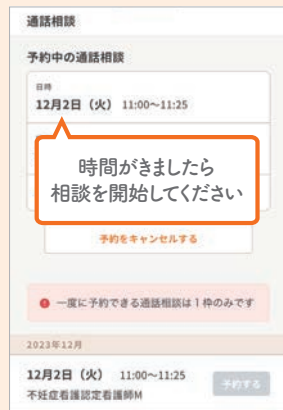 通話相談
予約中の通話相談
日時
12月2日（火） 11:00〜11:25
時間がきましたら
相談を開始してください
予約をキャンセルする
一度に予約できる通話相談は1枠のみです
2023年12月
12月2日（火） 11:00〜11:25
予約する
不妊症看護認定看護師M